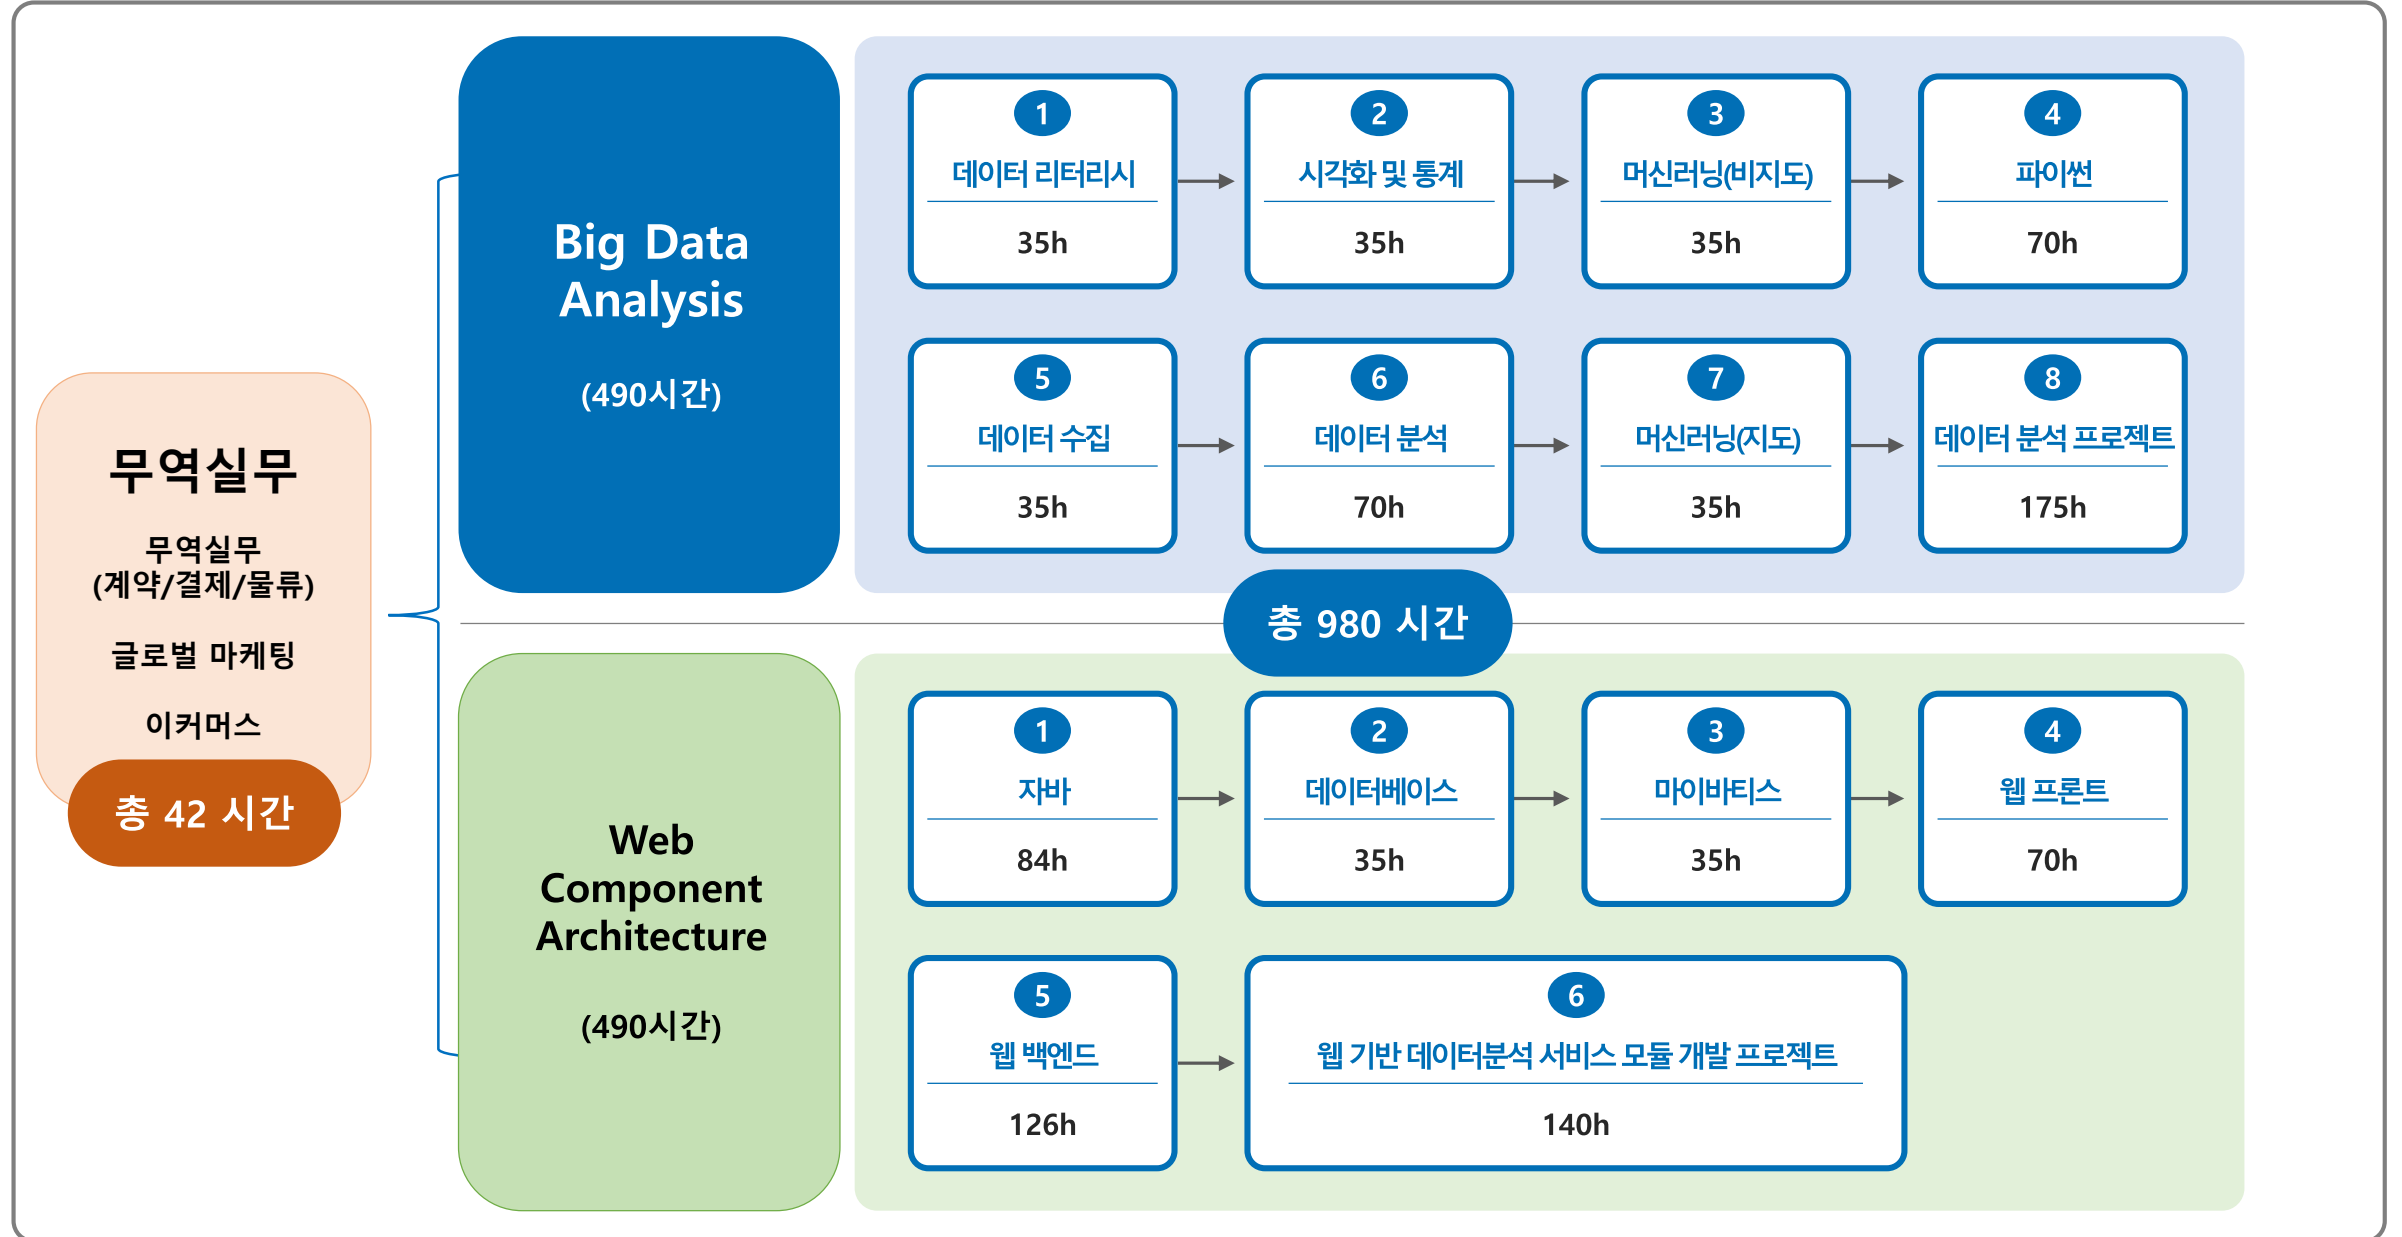 무역실무
무역실무
(계약/결제/물류)
글로벌 마케팅
이커머스
총 42 시간
Big Data
Analysis
(490시간)
1
데이터 리터리시
35h
2
시각화 및 통계
35h
3
머신러닝(비지도)
35h
4
파이썬
70h
5
데이터 수집
35h
6
데이터 분석
70h
7
머신러닝(지도)
35h
8
데이터 분석 프로젝트
175h
총 980 시간
Web
Component
Architecture
(490시간)
1
자바
84h
2
데이터베이스
35h
3
마이바티스
35h
4
웹 프론트
70h
5
웹 백엔드
126h
6
웹 기반 데이터분석 서비스 모듈 개발 프로젝트
140h